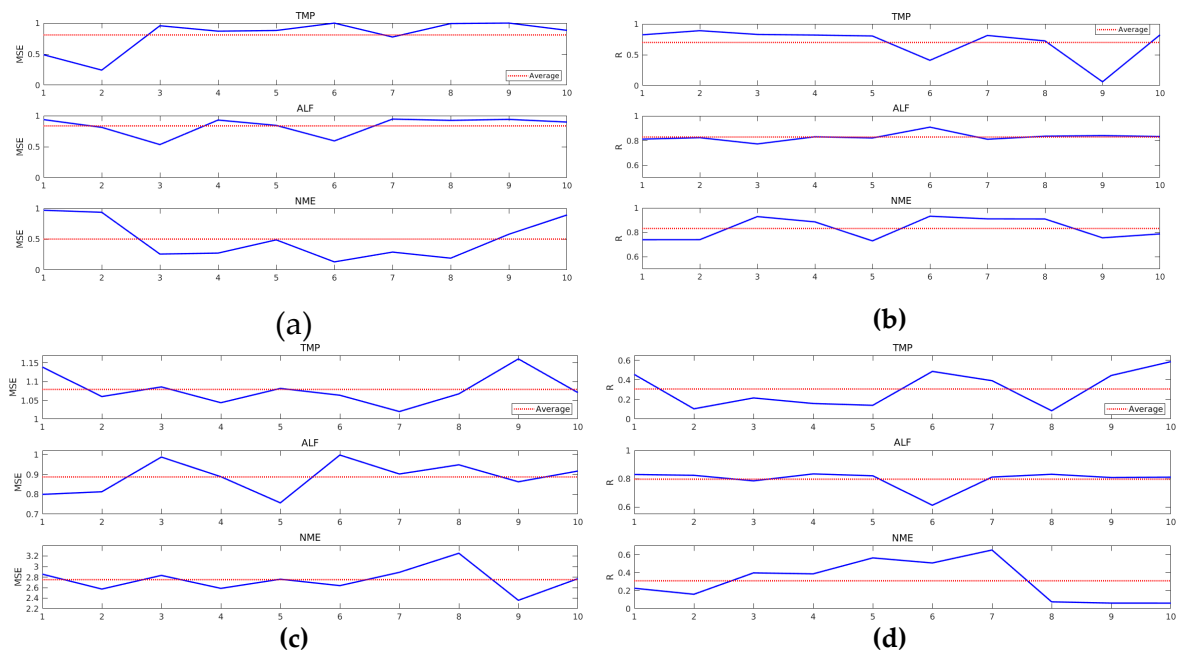 TMP
MSE
1
0.5
0
Average
1 2 3 4 5 6 7 8 9 10
ALF
MSE
1
0.5
0
1 2 3 4 5 6 7 8 9 10
NME
MSE
1
0.5
0
1 2 3 4 5 6 7 8 9 10
(a)
TMP
R
1
0.5
0
Average
1 2 3 4 5 6 7 8 9 10
ALF
R
1
0.8
0.6
1 2 3 4 5 6 7 8 9 10
NME
R
1
0.8
0.6
1 2 3 4 5 6 7 8 9 10
(b)
TMP
MSE
1.15
1.1
1.05
1
Average
1 2 3 4 5 6 7 8 9 10
ALF
MSE
1
0.9
0.8
0.7
1 2 3 4 5 6 7 8 9 10
NME
MSE
3.2
3
2.8
2.6
2.4
2.2
1 2 3 4 5 6 7 8 9 10
(c)
TMP
R
0.6
0.4
0.2
0
Average
1 2 3 4 5 6 7 8 9 10
ALF
R
1
0.8
0.6
1 2 3 4 5 6 7 8 9 10
NME
R
0.6
0.4
0.2
0
1 2 3 4 5 6 7 8 9 10
(d)